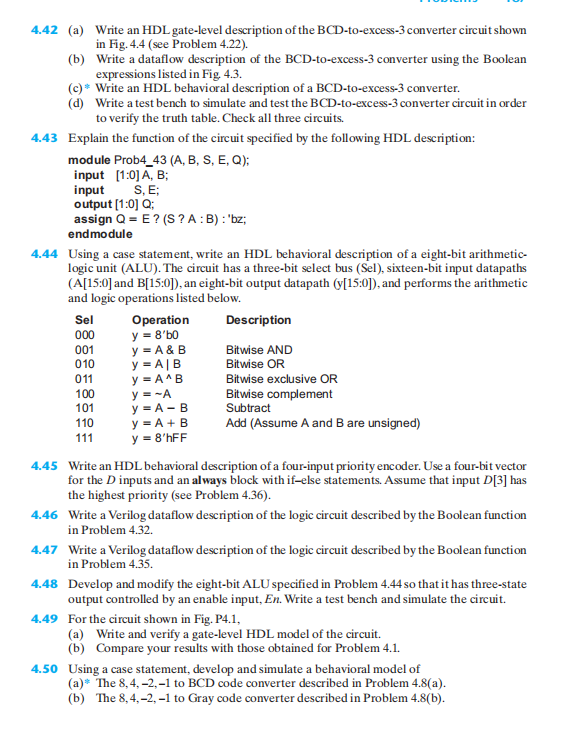 4.42 (a) Write an HDL gate-level description of the BCD-to-excess-3 converter circuit shown
in Fig. 4.4 (see Problem 4.22).
(b) Write a dataflow description of the BCD-to-excess-3 converter using the Boolean
expressions listed in Fig. 4.3.
(c)* Write an HDL behavioral description of a BCD-to-excess-3 converter.
(d) Write a test bench to simulate and test the BCD-to-excess-3 converter circuit in order
to verify the truth table. Check all three circuits.
4.43 Explain the function of the circuit specified by the following HDL description:
module Prob4_43 (A, B, S, E, Q);
input [1:0] A, B;
input S, E;
output [1:0] Q;
assign Q = E ? (S ? A : B) : 'bz;
endmodule
4.44 Using a case statement, write an HDL behavioral description of a eight-bit arithmetic-
logic unit (ALU). The circuit has a three-bit select bus (Sel), sixteen-bit input datapaths
(A[15:0] and B[15:0]), an eight-bit output datapath (y[15:0]), and performs the arithmetic
and logic operations listed below.
Sel Operation Description
000 y = 8'b0
001 y = A & B Bitwise AND
010 y = A | B Bitwise OR
011 y = A ^ B Bitwise exclusive OR
100 y = ~A Bitwise complement
101 y = A − B Subtract
110 y = A + B Add (Assume A and B are unsigned)
111 y = 8'hFF
4.45 Write an HDL behavioral description of a four-input priority encoder. Use a four-bit vector
for the D inputs and an always block with if–else statements. Assume that input D[3] has
the highest priority (see Problem 4.36).
4.46 Write a Verilog dataflow description of the logic circuit described by the Boolean function
in Problem 4.32.
4.47 Write a Verilog dataflow description of the logic circuit described by the Boolean function
in Problem 4.35.
4.48 Develop and modify the eight-bit ALU specified in Problem 4.44 so that it has three-state
output controlled by an enable input, En. Write a test bench and simulate the circuit.
4.49 For the circuit shown in Fig. P4.1,
(a) Write and verify a gate-level HDL model of the circuit.
(b) Compare your results with those obtained for Problem 4.1.
4.50 Using a case statement, develop and simulate a behavioral model of
(a)* The 8, 4, –2, –1 to BCD code converter described in Problem 4.8(a).
(b) The 8, 4, –2, –1 to Gray code converter described in Problem 4.8(b).